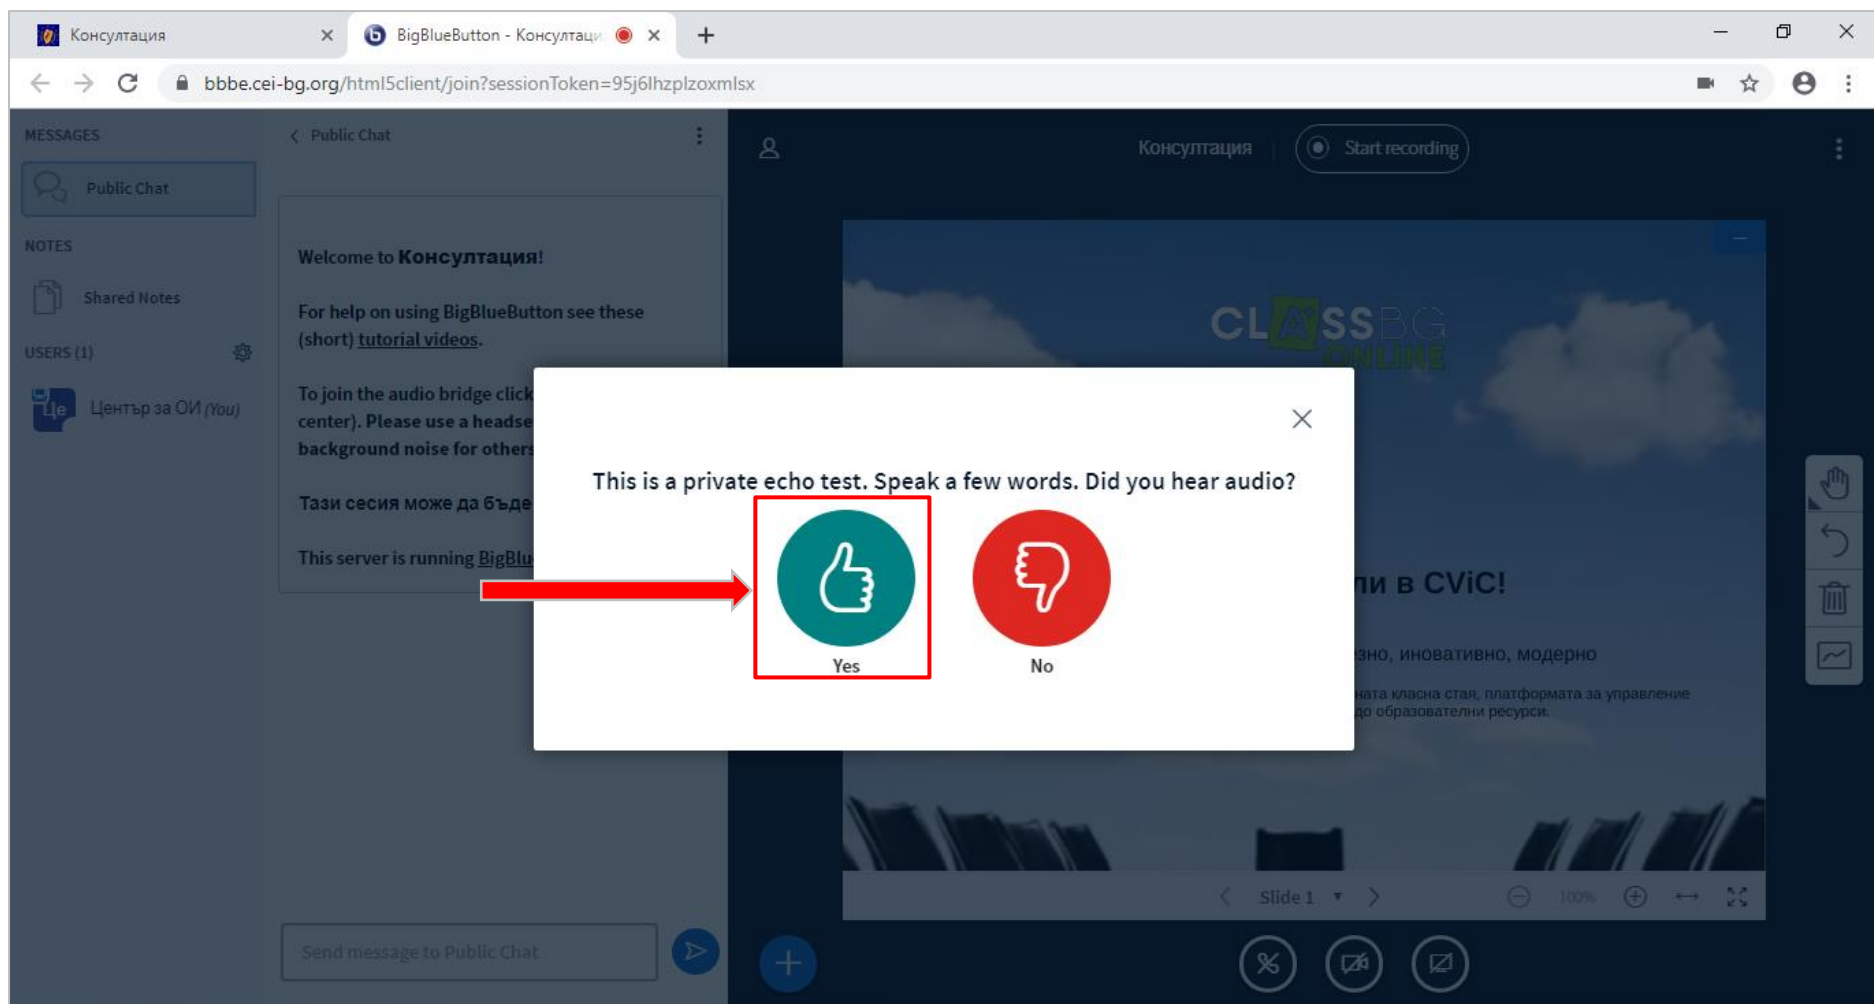 Консултация
BigBlueButton - Консултаци
bbbe.cei-bg.org/html5client/join?sessionToken=95j6lhzplzoxmlsx
MESSAGES
Public Chat
NOTES
Shared Notes
USERS (1)
Це Център за ОИ (You)
Public Chat
Welcome to Консултация!
For help on using BigBlueButton see these
(short) tutorial videos.
To join the audio bridge click
center). Please use a headse
background noise for others
Тази сесия може да бъде
This server is running BigBlu
Send message to Public Chat
Консултация
Start recording
CLASSBG
ONLINE
This is a private echo test. Speak a few words. Did you hear audio?
Yes
No
ли в CViC!
зно, иновативно, модерно
ната класна стая, платформата за управление
до образователни ресурси.
Slide 1
100%